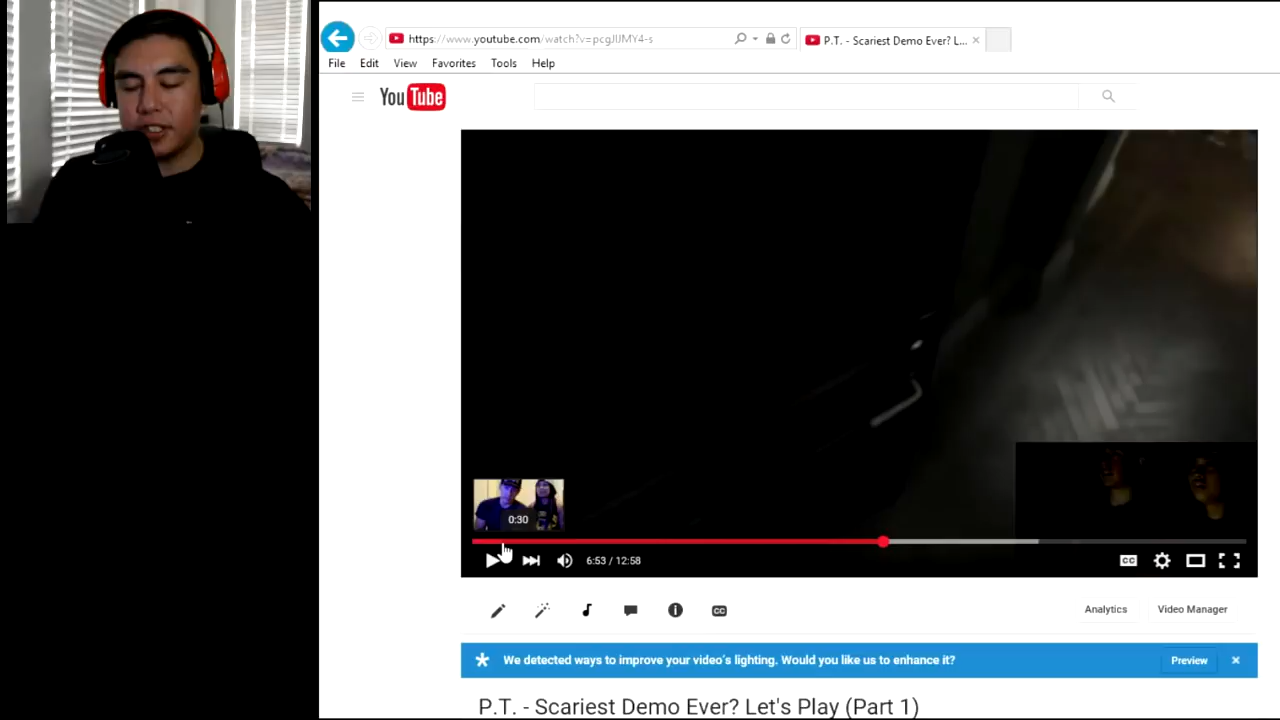 https://www.youtube.com/watch?v=pcgJUMY4-s
P.T. - Scariest Demo Ever? L...
File Edit View Favorites Tools Help
YouTube
0:30
6:53 / 12:58
CC
CC
Analytics Video Manager
We detected ways to improve your video's lighting. Would you like us to enhance it? Preview
P.T. - Scariest Demo Ever? Let's Play (Part 1)